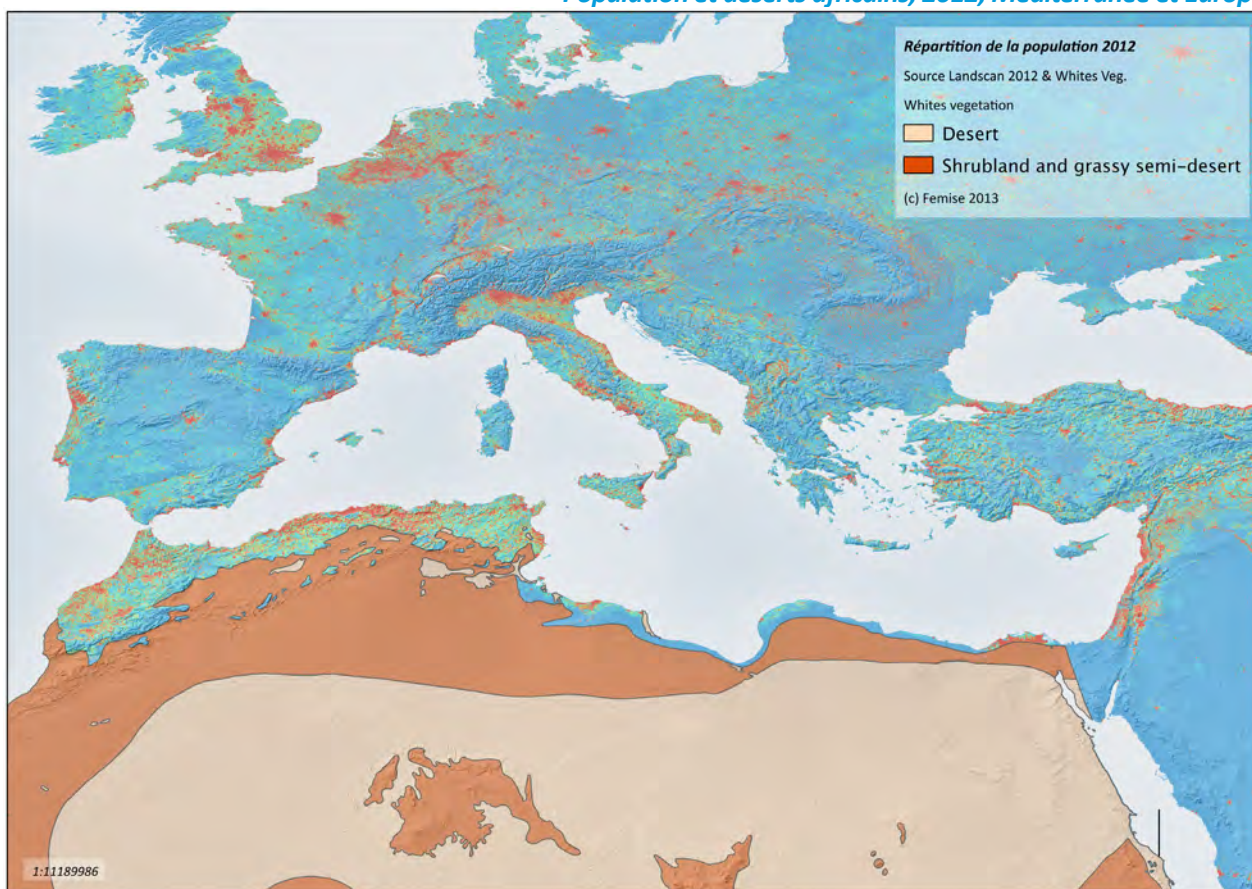 Population et déserts africains, 2012, Méditerranée et Europ
Répartition de la population 2012
Source Landscan 2012 & Whites Veg.
Whites vegetation
Desert
Shrubland and grassy semi-desert
(c) Femise 2013
1:11189986